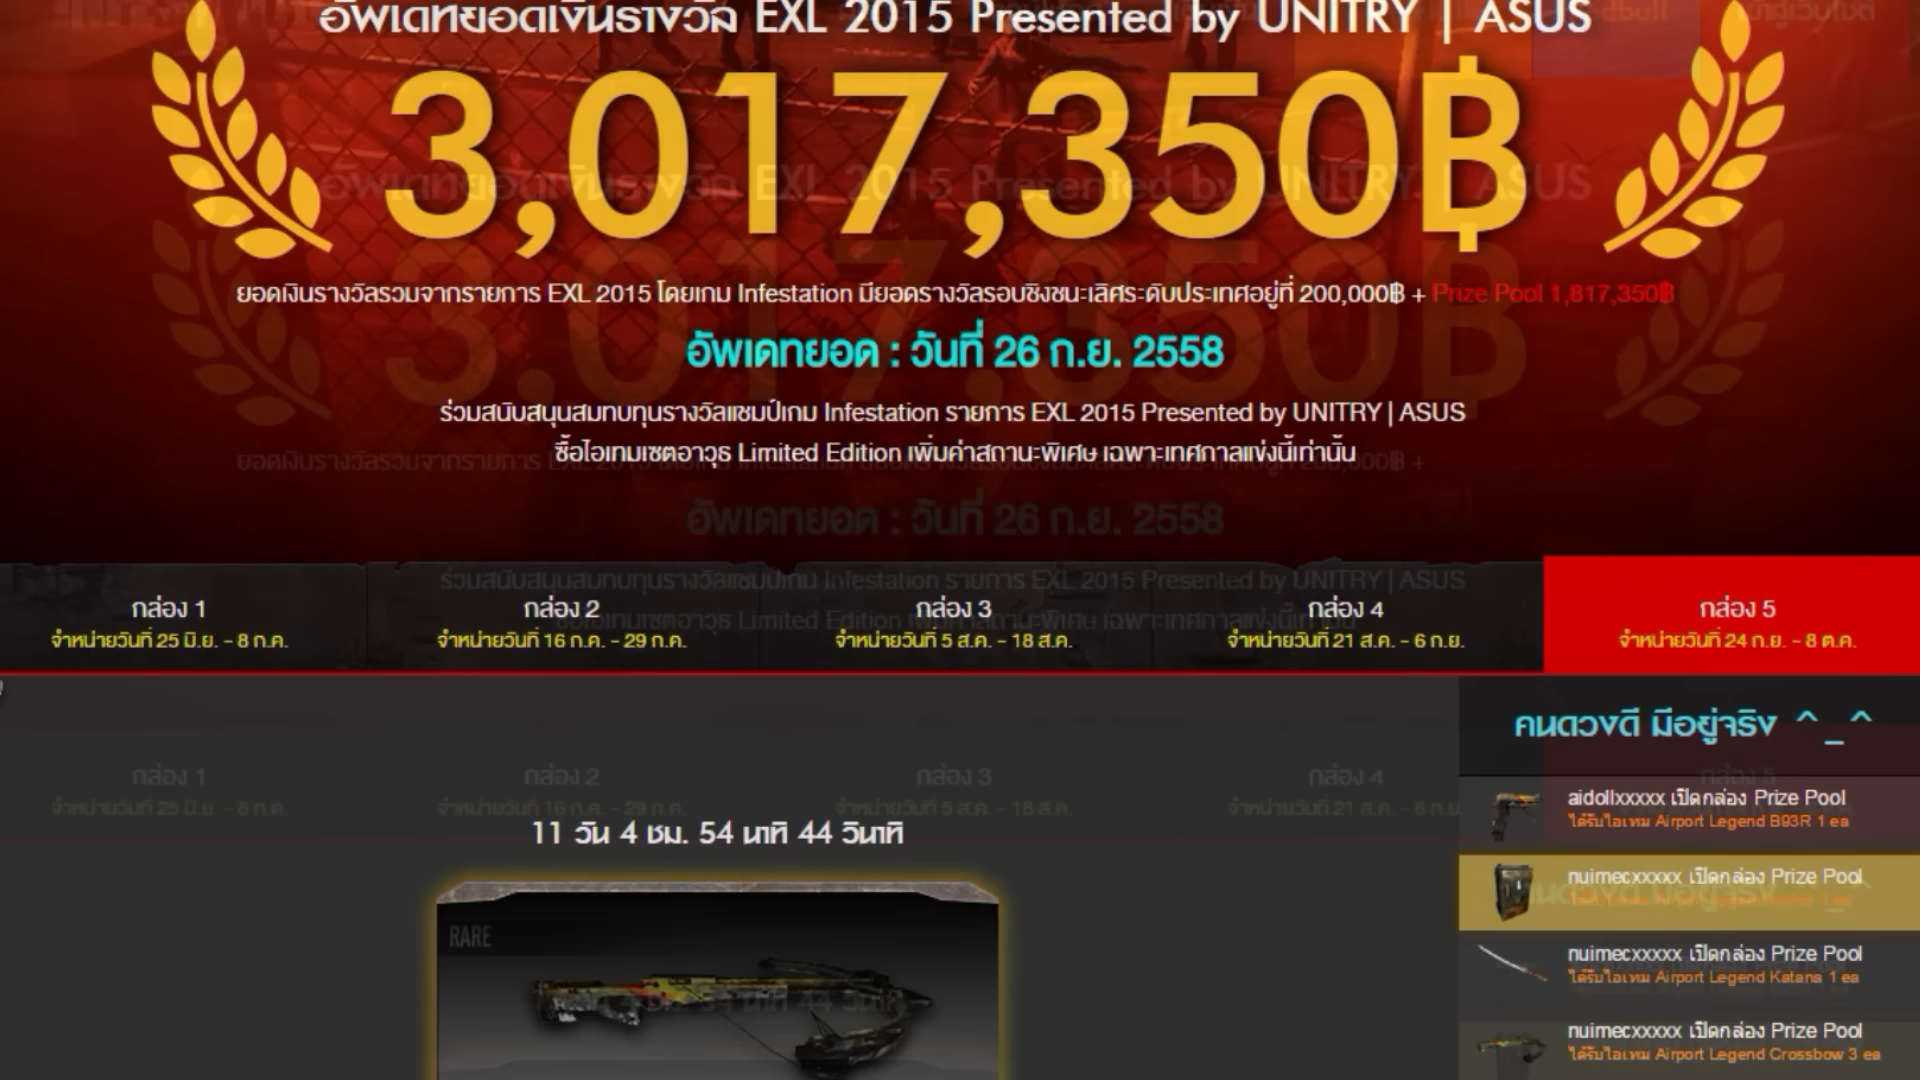 อัพเดทยอดเงินรางวัล EXL 2015 Presented by UNITRY | ASUS
3,017,350฿
ยอดเงินรางวัลรวมจากรายการ EXL 2015 โดยเกม Infestation มียอดรางวัลรอบชิงชนะเลิศระดับประเทศอยู่ที่ 200,000฿ + Prize Pool 1,817,350฿
อัพเดทยอด : วันที่ 26 ก.ย. 2558
ร่วมสนับสนุนสมทบทุนรางวัลแชมป์เกม Infestation รายการ EXL 2015 Presented by UNITRY | ASUS
ซื้อไอเทมเซตอาวุธ Limited Edition เพิ่มค่าสถานะพิเศษ เฉพาะเทศกาลแข่งนี้เท่านั้น
กล่อง 1
จำหน่ายวันที่ 25 มิ.ย. - 8 ก.ค.
กล่อง 2
จำหน่ายวันที่ 16 ก.ค. - 29 ก.ค.
กล่อง 3
จำหน่ายวันที่ 5 ส.ค. - 18 ส.ค.
กล่อง 4
จำหน่ายวันที่ 21 ส.ค. - 6 ก.ย.
กล่อง 5
จำหน่ายวันที่ 24 ก.ย. - 8 ต.ค.
11 วัน 4 ชม. 54 นาที 44 วินาที
RARE
คนดวงดี มีอยู่จริง ^_^
aidollxxxxx เปิดกล่อง Prize Pool
ได้รับไอเทม Airport Legend B93R 1 ea
nuimecxxxxx เปิดกล่อง Prize Pool
nuimecxxxxx เปิดกล่อง Prize Pool
ได้รับไอเทม Airport Legend Katana 1 ea
nuimecxxxxx เปิดกล่อง Prize Pool
ได้รับไอเทม Airport Legend Crossbow 3 ea